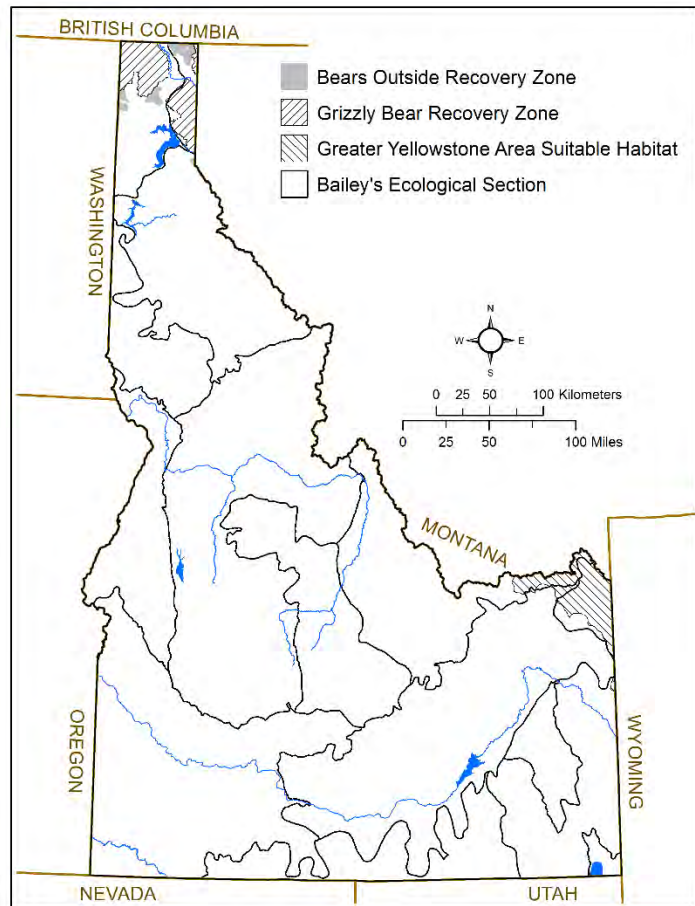 BRITISH COLUMBIA
Bears Outside Recovery Zone
Grizzly Bear Recovery Zone
Greater Yellowstone Area Suitable Habitat
Bailey's Ecological Section
WASHINGTON
N
W E
S
0 25 50 100 Kilometers
0 25 50 100 Miles
MONTANA
OREGON
WYOMING
NEVADA
UTAH